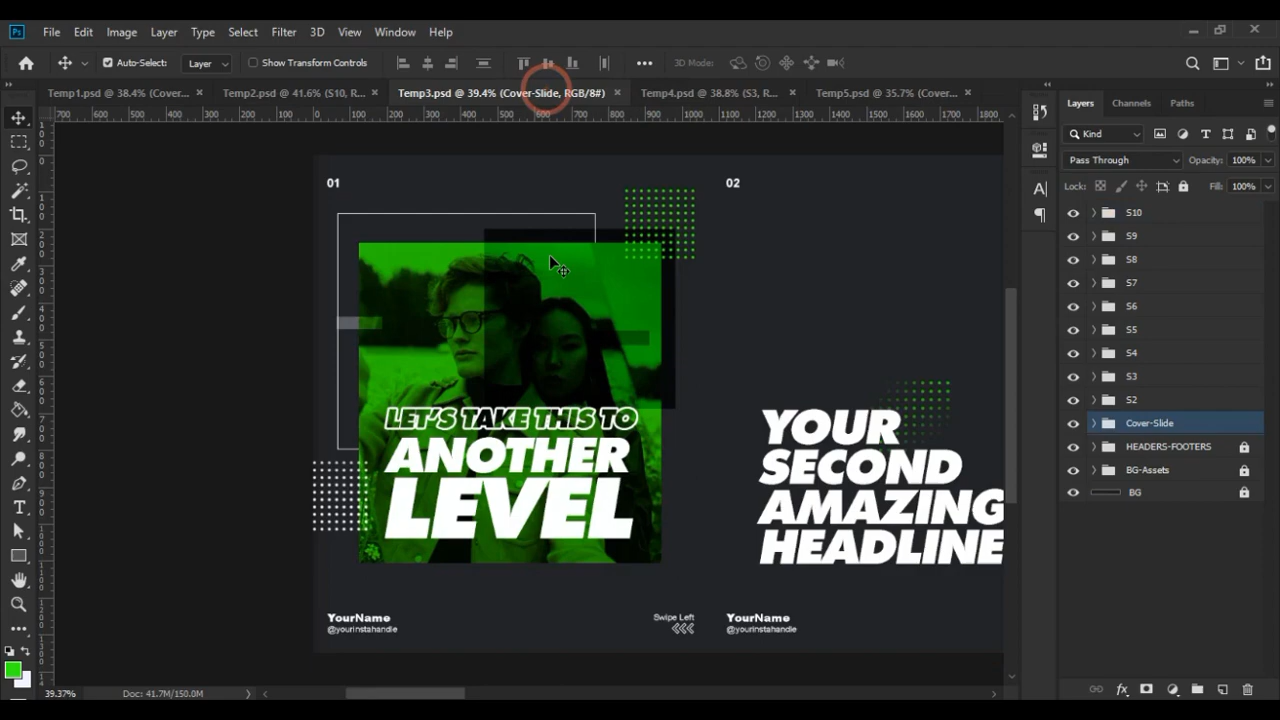 Ps File Edit Image Layer Type Select Filter 3D View Window Help
Auto-Select: Layer Show Transform Controls 3D Mode:
Temp1.psd @ 38.4% (Cover... × Temp2.psd @ 41.6% (S10, R... × Temp3.psd @ 39.4% (Cover-Slide, RGB/8#) × Temp4.psd @ 38.8% (S3, R... × Temp5.psd @ 35.7% (Cover... ×
700 600 500 400 300 200 100 0 100 200 300 400 500 600 700 800 900 1000 1100 1200 1300 1400 1500 1600 1700 1800
01
LET'S TAKE THIS TO
ANOTHER
LEVEL
YourName
@yourinstahandle
Swipe Left
02
YOUR
SECOND
AMAZING
HEADLINE
YourName
@yourinstahandle
Layers Channels Paths
Kind
Pass Through Opacity: 100%
Lock: Fill: 100%
S10
S9
S8
S7
S6
S5
S4
S3
S2
Cover-Slide
HEADERS-FOOTERS
BG-Assets
BG
39.37% Doc: 41.7M/150.0M